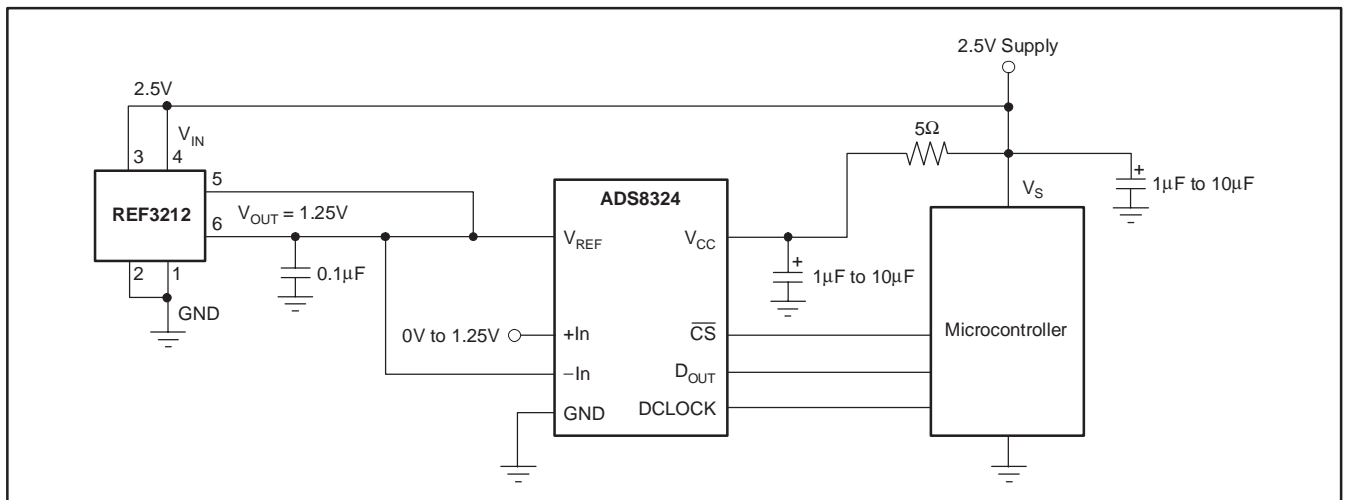 2.5V Supply
2.5V
V_IN
3 4
5Ω
5
REF3212
V_OUT = 1.25V
6
2 1
0.1μF
GND
ADS8324
V_REF
V_CC
0V to 1.25V
+In
−In
GND
C̅S̅
D_OUT
DCLOCK
1μF to 10μF
V_S
1μF to 10μF
Microcontroller